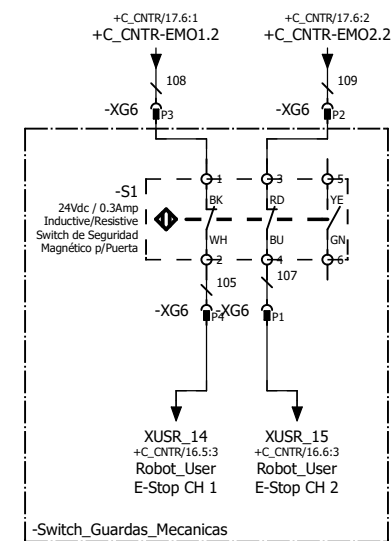 +C_CNTR/17.6:1
+C_CNTR-EMO1.2
+C_CNTR/17.6:2
+C_CNTR-EMO2.2
108
109
-XG6
P3
-XG6
P2
1
3
5
-S1
24Vdc / 0.3Amp
Inductive/Resistive
Switch de Seguridad
Magnético p/Puerta
BK
RD
YE
WH
BU
GN
2
4
6
105
107
-XG6
P4
-XG6
P1
XUSR_14
+C_CNTR/16.5:3
Robot_User
E-Stop CH 1
XUSR_15
+C_CNTR/16.6:3
Robot_User
E-Stop CH 2
-Switch_Guardas_Mecanicas